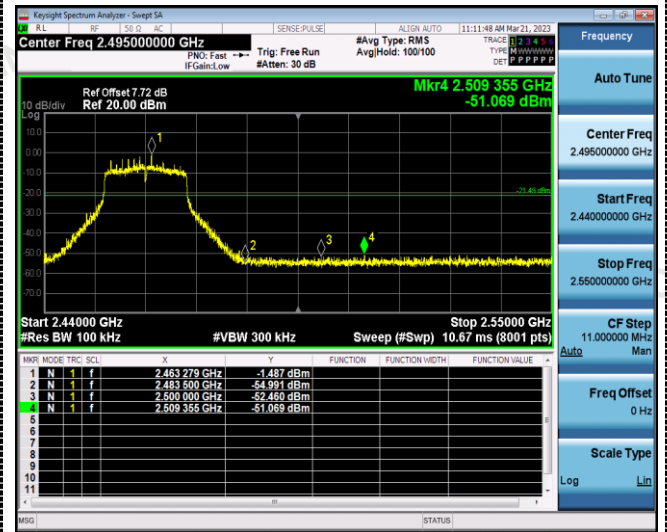 Keysight Spectrum Analyzer - Swept SA
RL RF 50 Ω AC SENSE:PULSE ALIGN AUTO 11:11:48 AM Mar 21, 2023
Center Freq 2.495000000 GHz
PNO: Fast
IFGain:Low
Trig: Free Run
#Atten: 30 dB
#Avg Type: RMS
Avg|Hold: 100/100
TRACE 1 2 3 4 5 6
TYPE M WWWWW
DET P P P P P P
Mkr4 2.509 355 GHz
-51.069 dBm
Ref Offset 7.72 dB
10 dB/div Ref 20.00 dBm
Log
10.0
0.00
-10.0
-20.0
-30.0
-40.0
-50.0
-60.0
-70.0
1
2
3
4
-21.49 dBm
Start 2.44000 GHz
Stop 2.55000 GHz
#Res BW 100 kHz
#VBW 300 kHz
Sweep (#Swp) 10.67 ms (8001 pts)
MKR MODE TRC SCL X Y FUNCTION FUNCTION WIDTH FUNCTION VALUE
1 N 1 f 2.463 279 GHz -1.487 dBm
2 N 1 f 2.483 500 GHz -54.991 dBm
3 N 1 f 2.500 000 GHz -52.460 dBm
4 N 1 f 2.509 355 GHz -51.069 dBm
5
6
7
8
9
10
11
MSG
STATUS
Frequency
Auto Tune
Center Freq
2.495000000 GHz
Start Freq
2.440000000 GHz
Stop Freq
2.550000000 GHz
CF Step
11.000000 MHz
Auto Man
Freq Offset
0 Hz
Scale Type
Log Lin